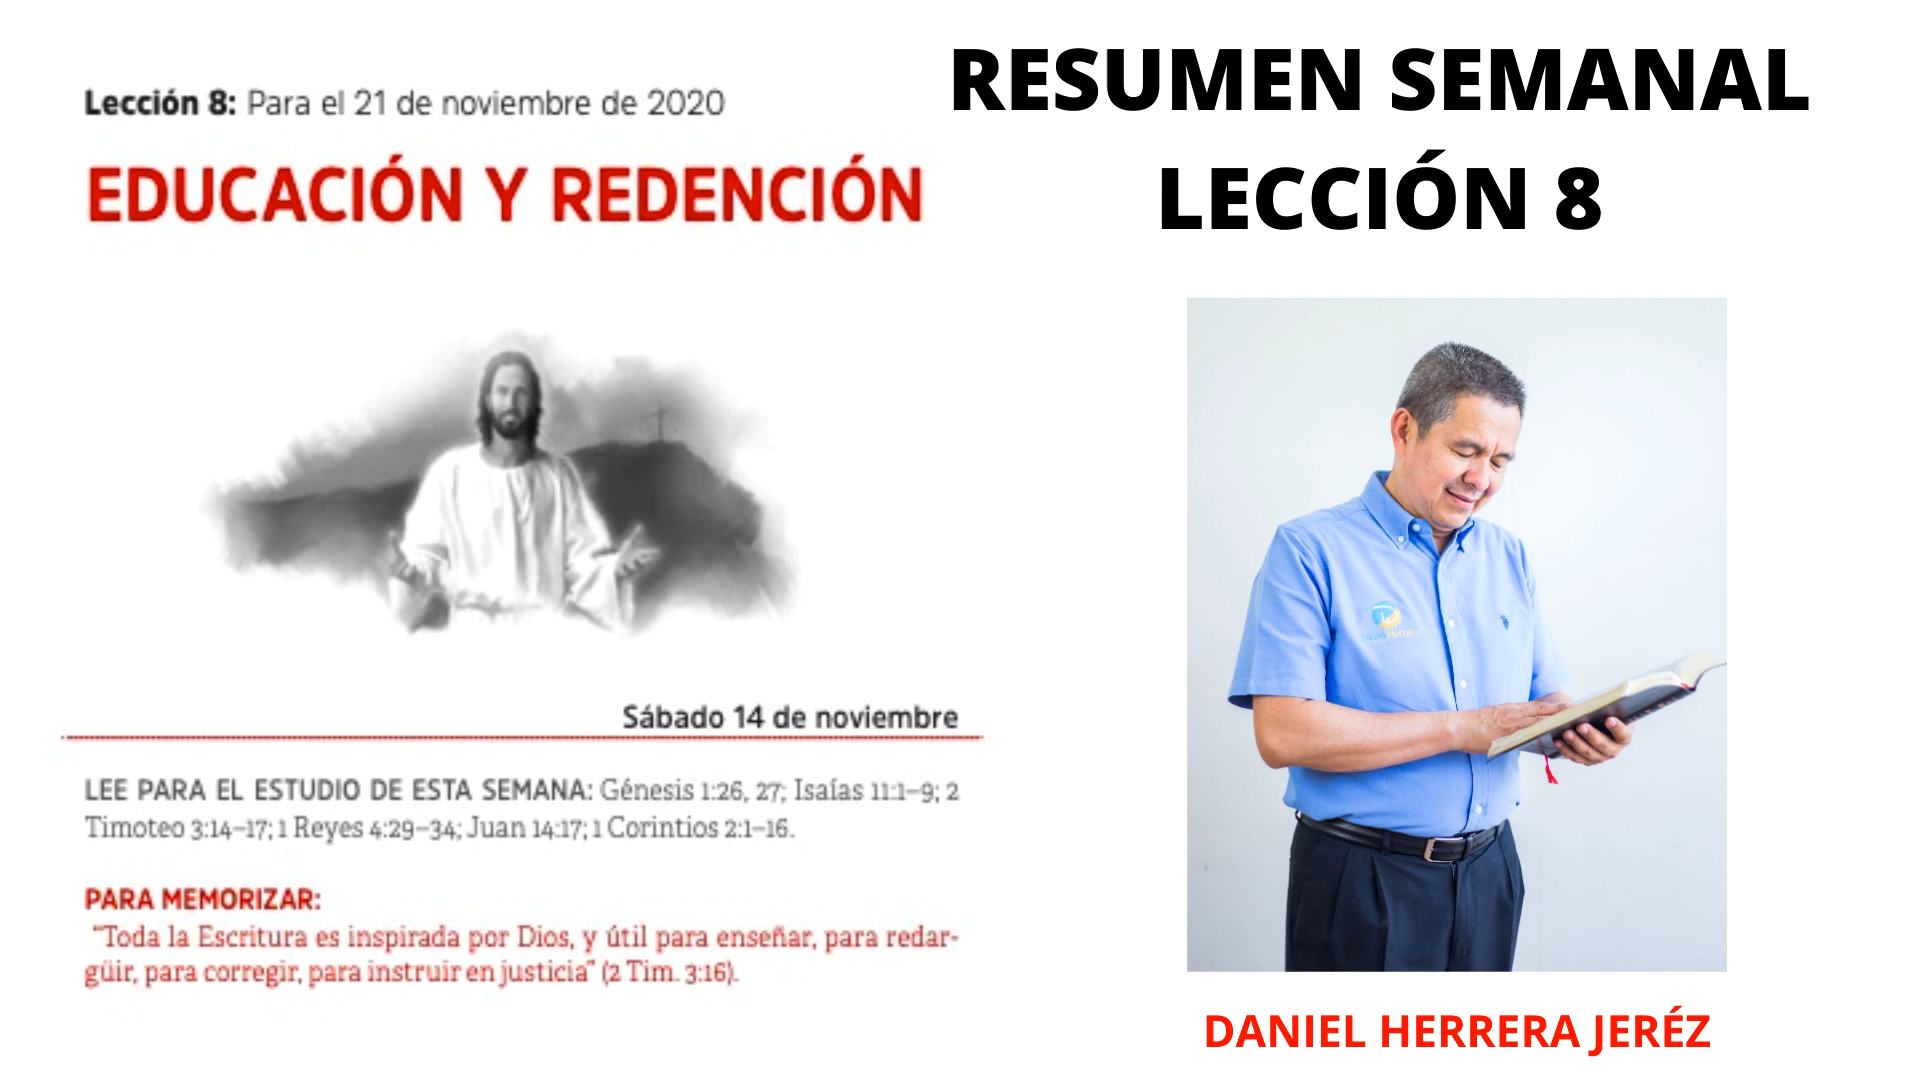 Lección 8: Para el 21 de noviembre de 2020
EDUCACIÓN Y REDENCIÓN
Sábado 14 de noviembre
LEE PARA EL ESTUDIO DE ESTA SEMANA: Génesis 1:26, 27; Isaías 11:1–9; 2
Timoteo 3:14–17; 1 Reyes 4:29–34; Juan 14:17; 1 Corintios 2:1–16.
PARA MEMORIZAR:
"Toda la Escritura es inspirada por Dios, y útil para enseñar, para redar-
güir, para corregir, para instruir en justicia" (2 Tim. 3:16).
RESUMEN SEMANAL
LECCIÓN 8
DANIEL HERRERA JERÉZ